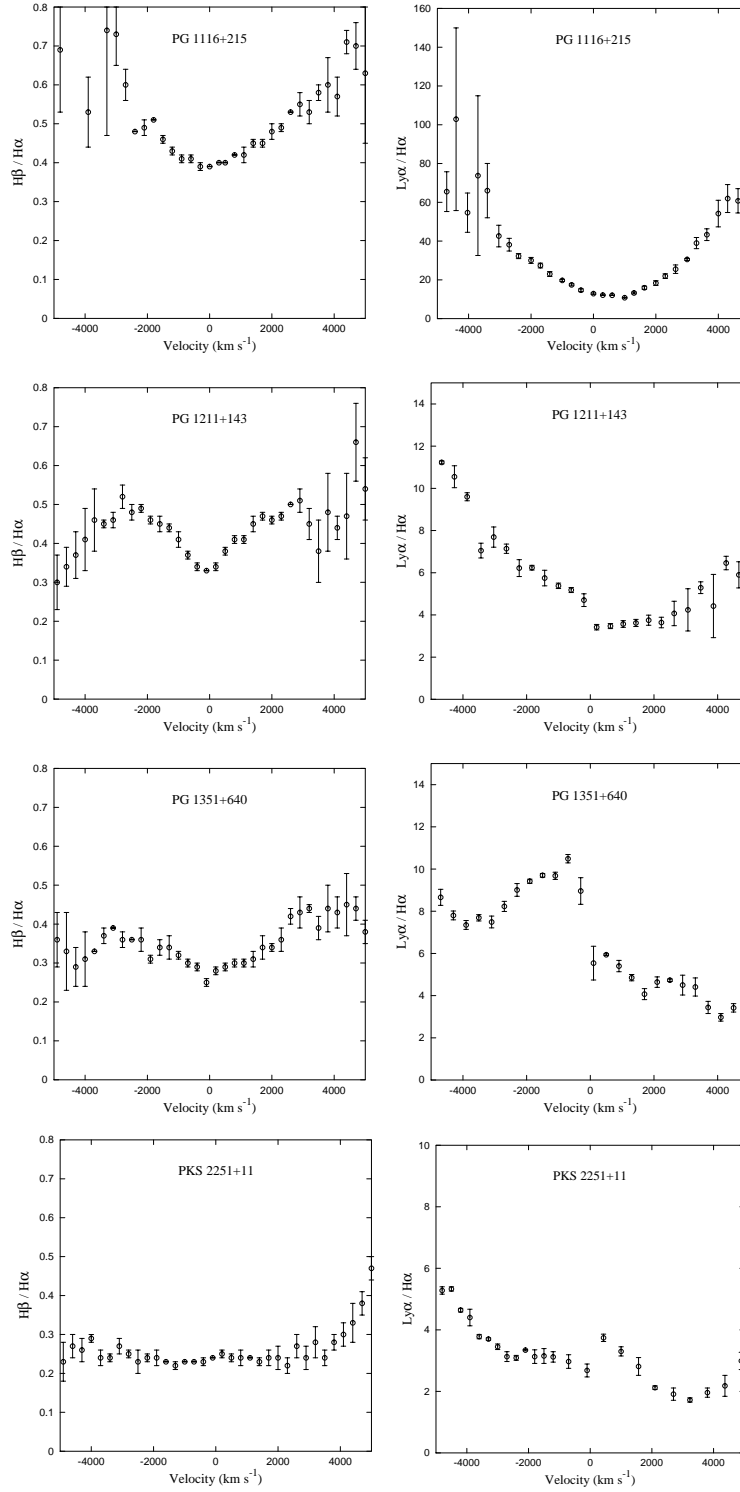 0.8
PG 1116+215
0.7
0.6
0.5
Hβ / Hα
0.4
0.3
0.2
0.1
0
-4000 -2000 0 2000 4000
Velocity (km s⁻¹)
160
PG 1116+215
140
120
100
Lyα / Hα
80
60
40
20
0
-4000 -2000 0 2000 4000
Velocity (km s⁻¹)
0.8
PG 1211+143
0.7
0.6
0.5
Hβ / Hα
0.4
0.3
0.2
0.1
0
-4000 -2000 0 2000 4000
Velocity (km s⁻¹)
14
PG 1211+143
12
10
Lyα / Hα
8
6
4
2
0
-4000 -2000 0 2000 4000
Velocity (km s⁻¹)
0.8
PG 1351+640
0.7
0.6
0.5
Hβ / Hα
0.4
0.3
0.2
0.1
0
-4000 -2000 0 2000 4000
Velocity (km s⁻¹)
14
PG 1351+640
12
10
Lyα / Hα
8
6
4
2
0
-4000 -2000 0 2000 4000
Velocity (km s⁻¹)
0.8
PKS 2251+11
0.7
0.6
0.5
Hβ / Hα
0.4
0.3
0.2
0.1
0
-4000 -2000 0 2000 4000
Velocity (km s⁻¹)
10
PKS 2251+11
8
6
Lyα / Hα
4
2
0
-4000 -2000 0 2000 4000
Velocity (km s⁻¹)